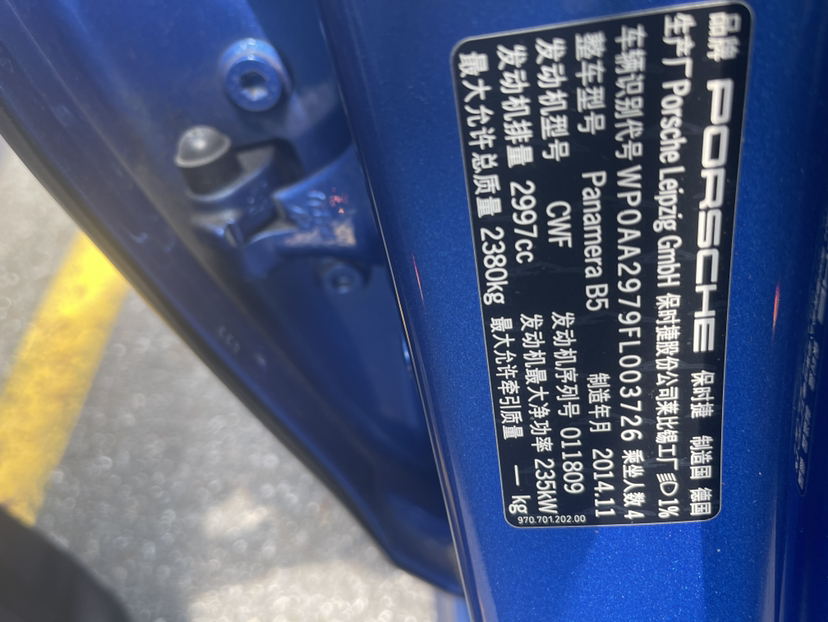 品牌 PORSCHE 保时捷 制造国 德国
生产厂 Porsche Leipzig GmbH 保时捷股份公司莱比锡工厂 1%
车辆识别代号 WP0AA2979FL003726 乘坐人数 4
整车型号 Panamera B5 制造年月 2014.11
发动机型号 CWF 发动机序列号 011809
发动机排量 2997cc 发动机最大净功率 235kW
最大允许总质量 2380kg 最大允许牵引质量 — kg
970.701.202.00